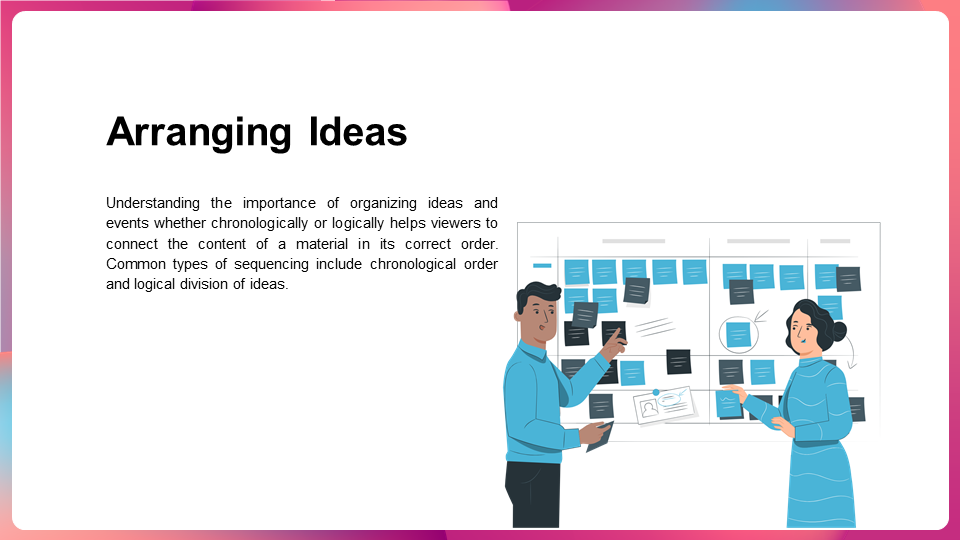 Arranging Ideas
Understanding the importance of organizing ideas and
events whether chronologically or logically helps viewers to
connect the content of a material in its correct order.
Common types of sequencing include chronological order
and logical division of ideas.